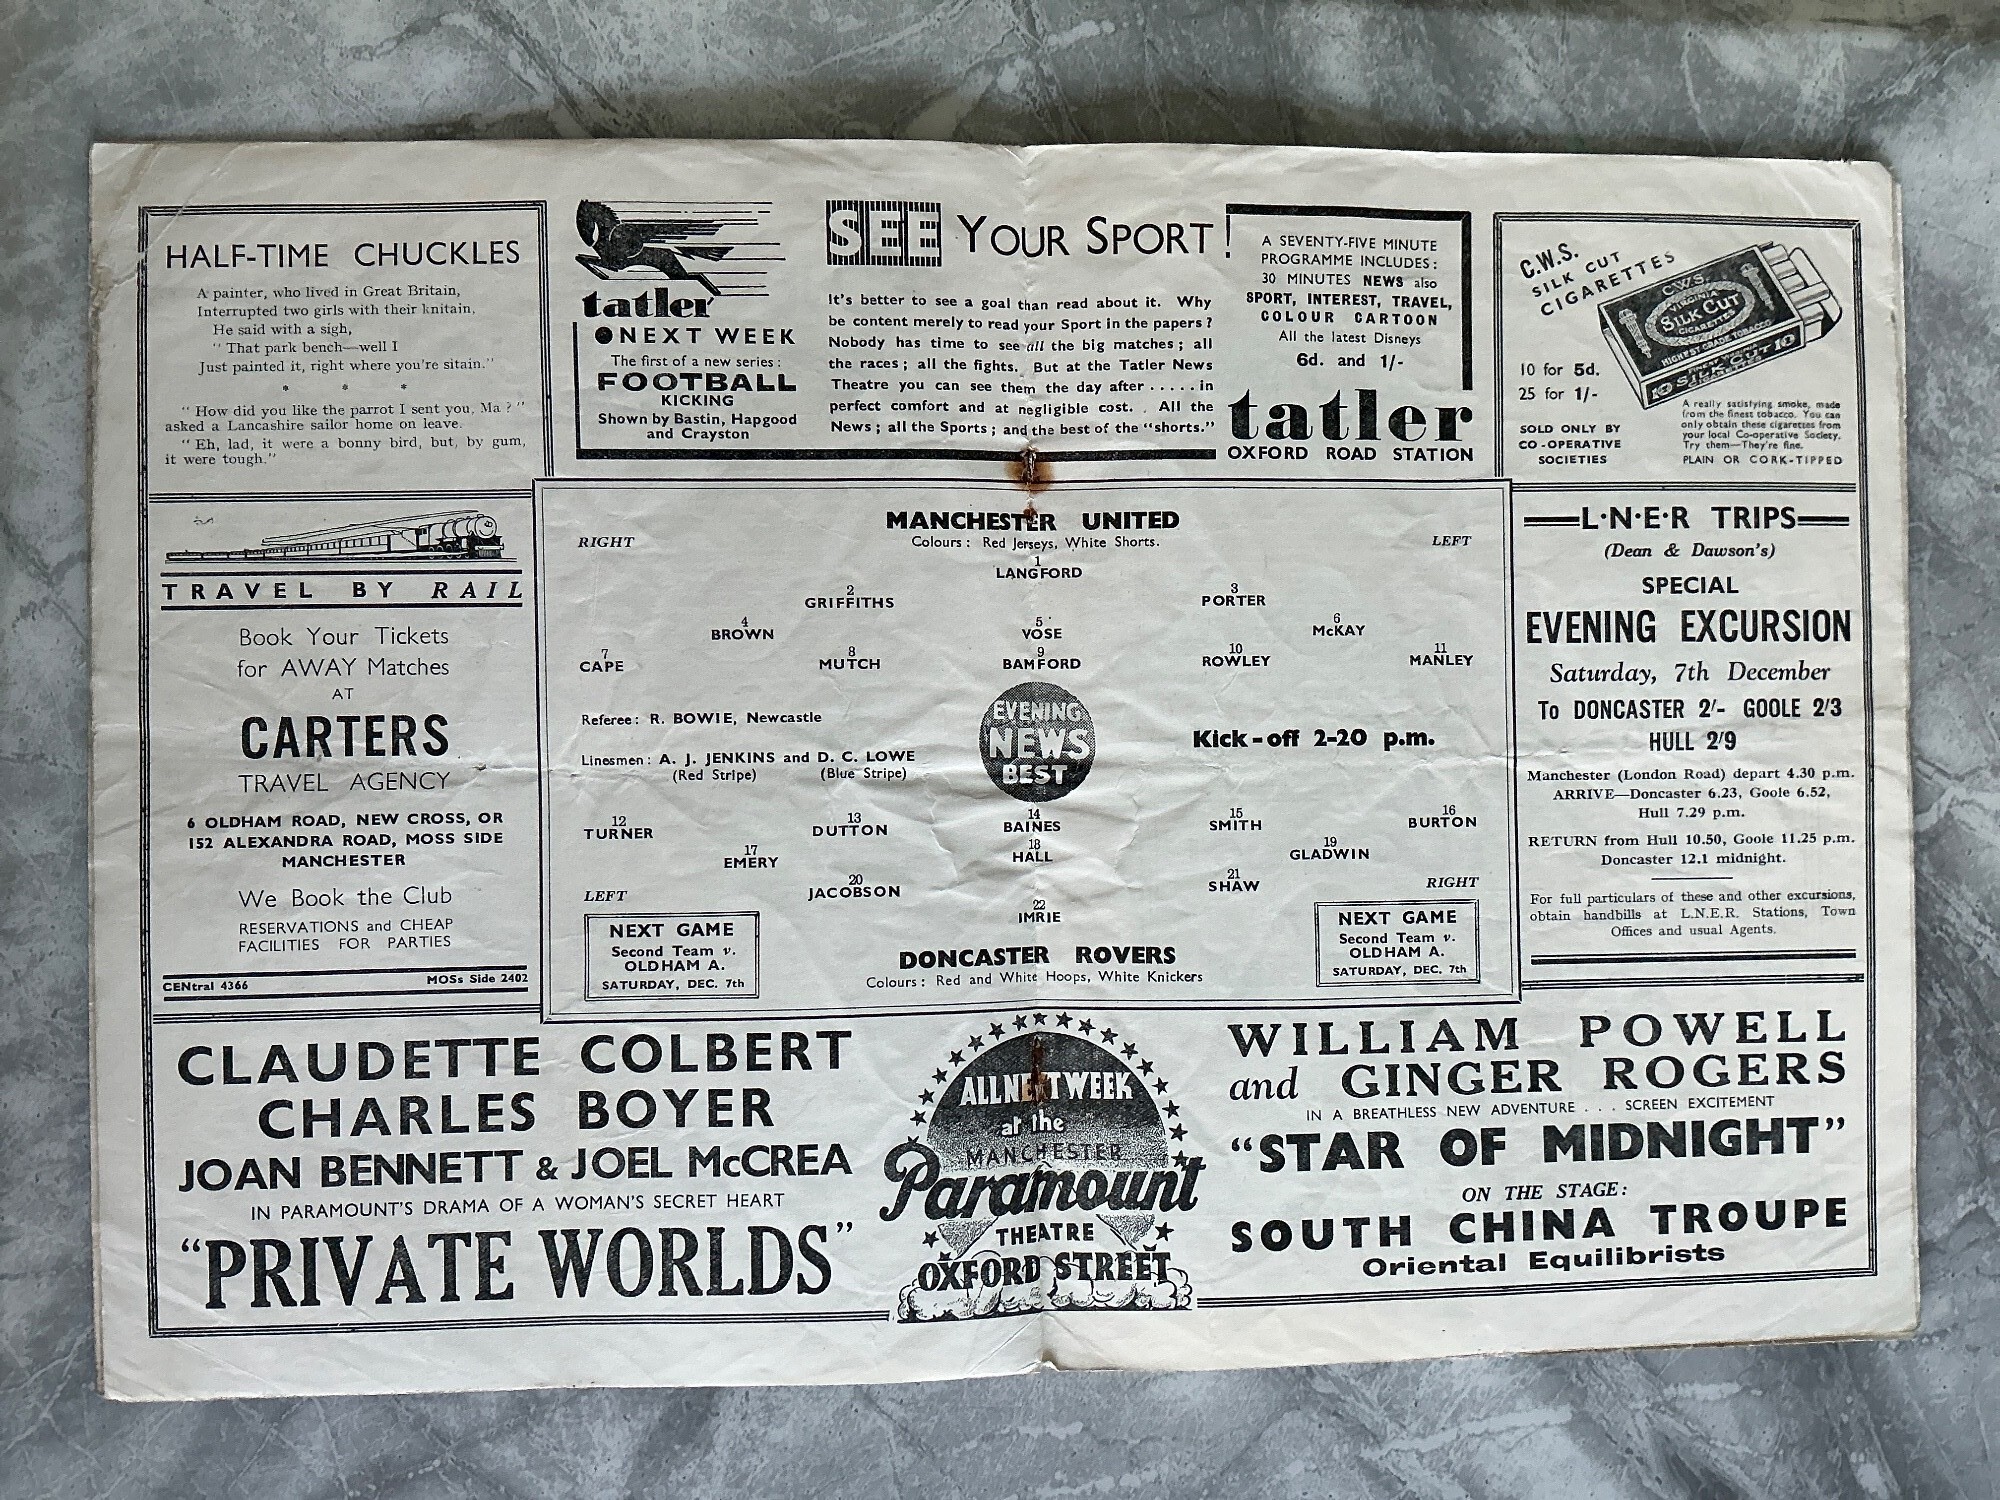 HALF-TIME CHUCKLES
A painter, who lived in Great Britain,
Interrupted two girls with their knitain,
He said with a sigh,
" That park bench—well I
Just painted it, right where you're sitain."
* * *
" How did you like the parrot I sent you, Ma ? "
asked a Lancashire sailor home on leave.
" Eh, lad, it were a bonny bird, but, by gum,
it were tough."
tatler
NEXT WEEK
The first of a new series :
FOOTBALL
KICKING
Shown by Bastin, Hapgood
and Crayston
SEE YOUR SPORT !
It's better to see a goal than read about it. Why
be content merely to read your Sport in the papers ?
Nobody has time to see all the big matches ; all
the races ; all the fights. But at the Tatler News
Theatre you can see them the day after ..... in
perfect comfort and at negligible cost. All the
News ; all the Sports ; and the best of the "shorts."
A SEVENTY-FIVE MINUTE
PROGRAMME INCLUDES :
30 MINUTES NEWS also
SPORT, INTEREST, TRAVEL,
COLOUR CARTOON
All the latest Disneys
6d. and 1/-
tatler
OXFORD ROAD STATION
C.W.S.
SILK CUT
CIGARETTES
C.W.S.
VIRGINIA
SILK CUT
CIGARETTES
HIGHEST GRADE TOBACCO
10 SILK CUT 10
10 for 5d.
25 for 1/-
SOLD ONLY BY
CO-OPERATIVE
SOCIETIES
A really satisfying smoke, made
from the finest tobacco. You can
only obtain these cigarettes from
your local Co-operative Society.
Try them—They're fine.
PLAIN OR CORK-TIPPED
TRAVEL BY RAIL
Book Your Tickets
for AWAY Matches
AT
CARTERS
TRAVEL AGENCY
6 OLDHAM ROAD, NEW CROSS, OR
152 ALEXANDRA ROAD, MOSS SIDE
MANCHESTER
We Book the Club
RESERVATIONS and CHEAP
FACILITIES FOR PARTIES
CENtral 4366 MOSs Side 2402
MANCHESTER UNITED
Colours : Red Jerseys, White Shorts.
RIGHT LEFT
1
LANGFORD
2 3
GRIFFITHS PORTER
4 5 6
BROWN VOSE McKAY
7 8 9 10 11
CAPE MUTCH BAMFORD ROWLEY MANLEY
Referee : R. BOWIE, Newcastle
Linesmen : A. J. JENKINS and D. C. LOWE
(Red Stripe) (Blue Stripe)
EVENING
NEWS
BEST
Kick-off 2-20 p.m.
12 13 14 15 16
TURNER DUTTON BAINES SMITH BURTON
17 18 19
EMERY HALL GLADWIN
20 21
JACOBSON SHAW
LEFT RIGHT
22
IMRIE
NEXT GAME
Second Team v.
OLDHAM A.
SATURDAY, DEC. 7th
DONCASTER ROVERS
Colours : Red and White Hoops, White Knickers
NEXT GAME
Second Team v.
OLDHAM A.
SATURDAY, DEC. 7th
L·N·E·R TRIPS
(Dean & Dawson's)
SPECIAL
EVENING EXCURSION
Saturday, 7th December
To DONCASTER 2/- GOOLE 2/3
HULL 2/9
Manchester (London Road) depart 4.30 p.m.
ARRIVE—Doncaster 6.23, Goole 6.52,
Hull 7.29 p.m.
RETURN from Hull 10.50, Goole 11.25 p.m.
Doncaster 12.1 midnight.
For full particulars of these and other excursions,
obtain handbills at L.N.E.R. Stations, Town
Offices and usual Agents.
CLAUDETTE COLBERT
CHARLES BOYER
JOAN BENNETT & JOEL McCREA
IN PARAMOUNT'S DRAMA OF A WOMAN'S SECRET HEART
"PRIVATE WORLDS"
ALL NEXT WEEK
at the
MANCHESTER
Paramount
THEATRE
OXFORD STREET
WILLIAM POWELL
and GINGER ROGERS
IN A BREATHLESS NEW ADVENTURE . . . SCREEN EXCITEMENT
"STAR OF MIDNIGHT"
ON THE STAGE :
SOUTH CHINA TROUPE
Oriental Equilibrists